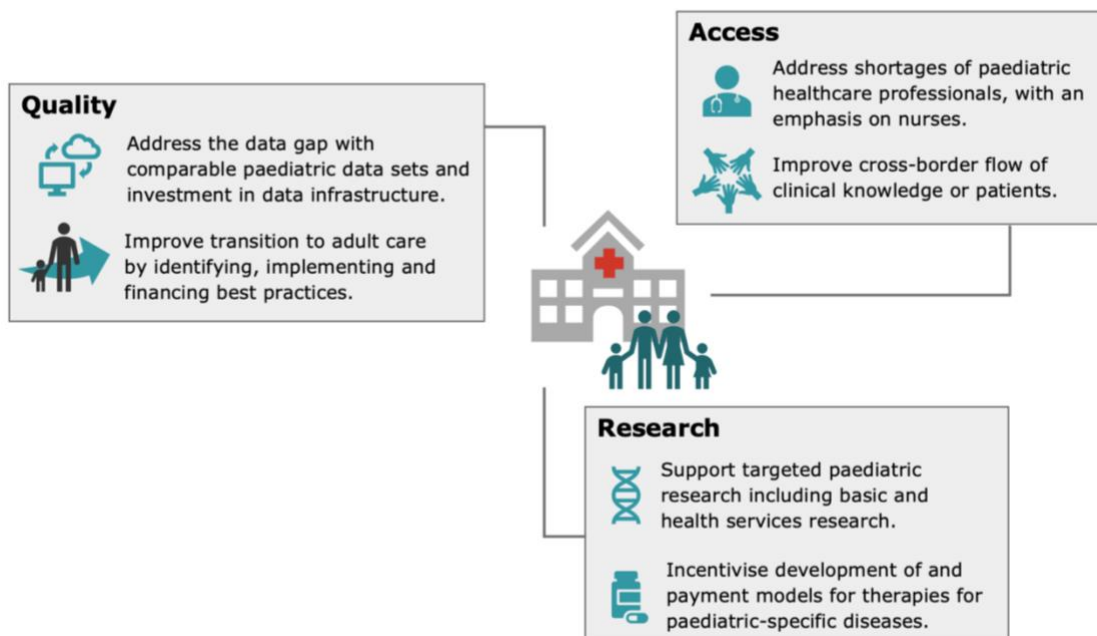 Quality
Address the data gap with
comparable paediatric data sets and
investment in data infrastructure.
Improve transition to adult care
by identifying, implementing and
financing best practices.
Access
Address shortages of paediatric
healthcare professionals, with an
emphasis on nurses.
Improve cross-border flow of
clinical knowledge or patients.
Research
Support targeted paediatric
research including basic and
health services research.
Incentivise development of and
payment models for therapies for
paediatric-specific diseases.